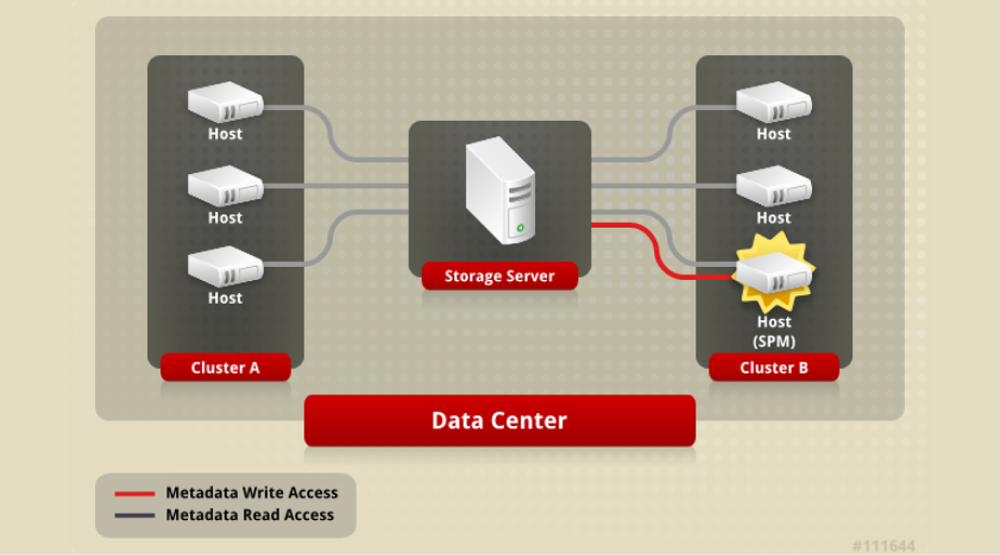 Host
Host
Host
Host
Host
Host
(SPM)
Storage Server
Cluster A
Cluster B
Data Center
Metadata Write Access
Metadata Read Access
#111644